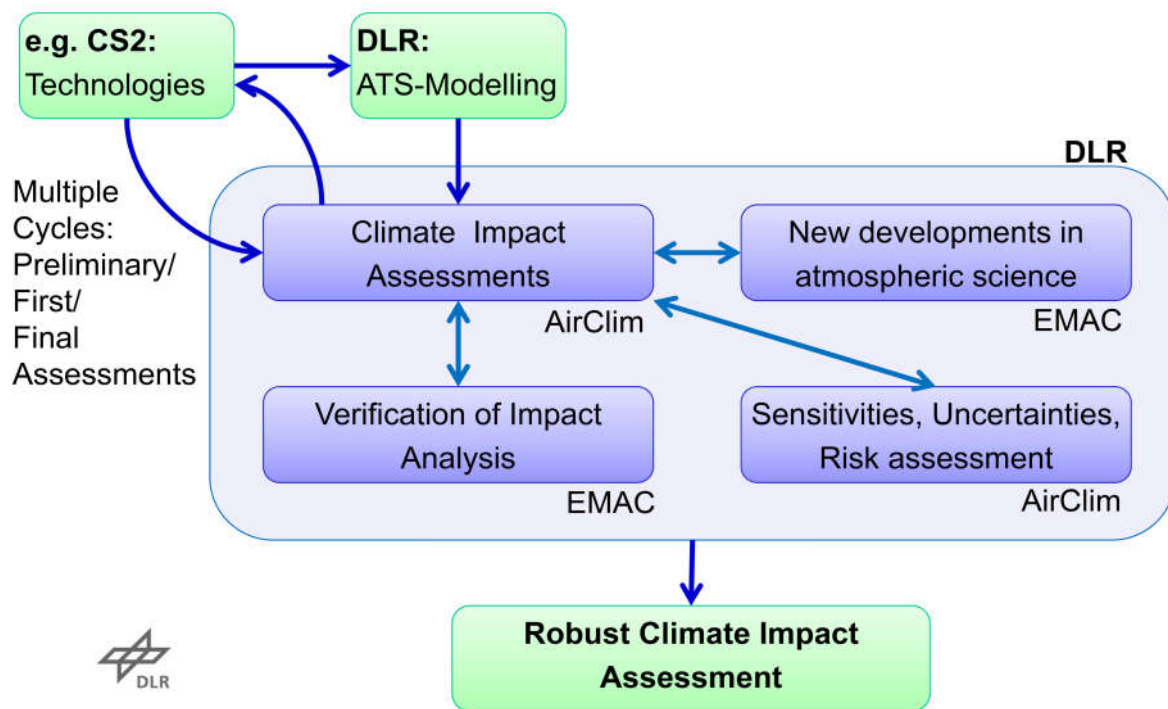 e.g. CS2:
Technologies
DLR:
ATS-Modelling
DLR
Multiple
Cycles:
Preliminary/
First/
Final
Assessments
Climate Impact
Assessments
AirClim
New developments in
atmospheric science
EMAC
Verification of Impact
Analysis
EMAC
Sensitivities, Uncertainties,
Risk assessment
AirClim
Robust Climate Impact
Assessment
DLR